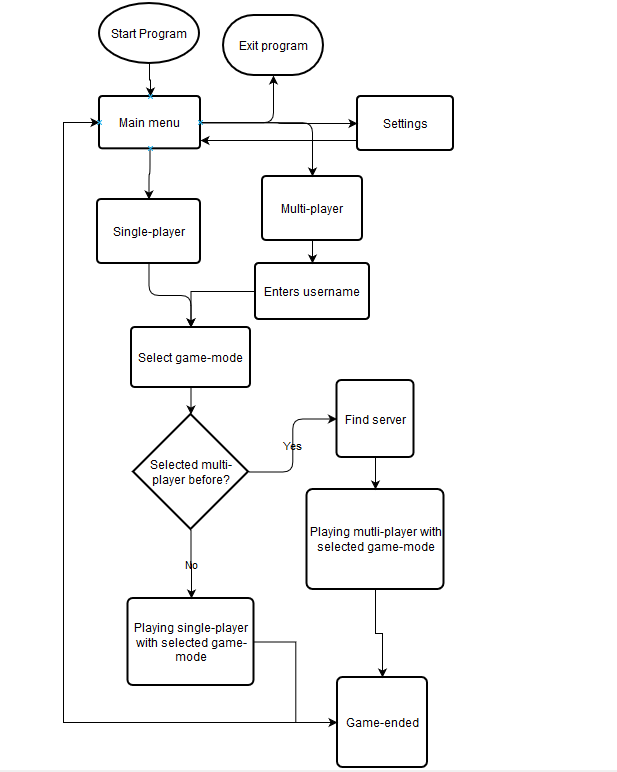 Start Program
Exit program
Main menu
Settings
Single-player
Multi-player
Enters username
Select game-mode
Find server
Yes
Selected multi-
player before?
Playing mutli-player with
selected game-mode
No
Playing single-player
with selected game-
mode
Game-ended